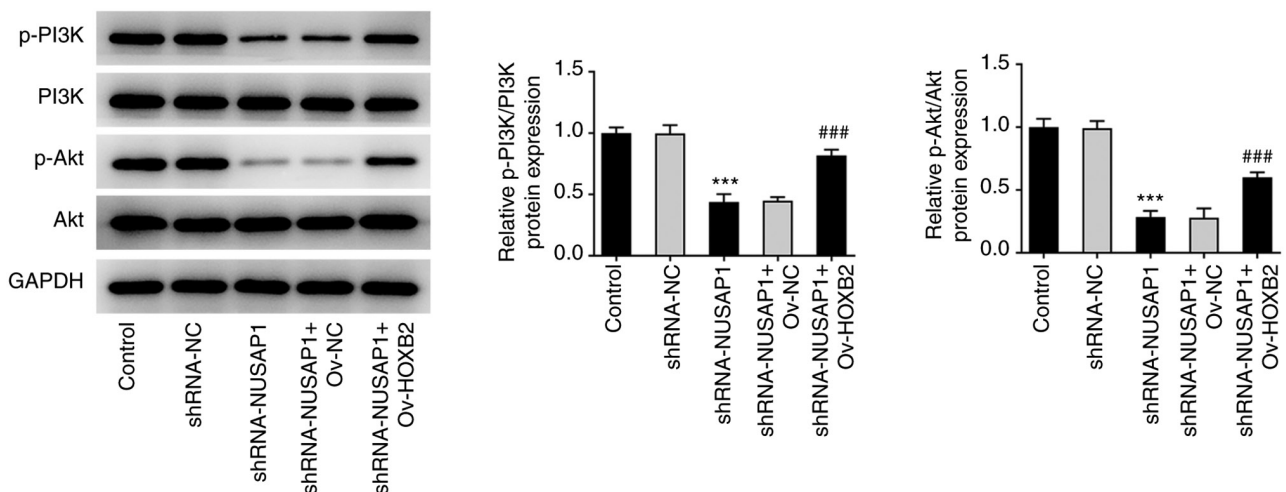 p-PI3K
PI3K
p-Akt
Akt
GAPDH
Control
shRNA-NC
shRNA-NUSAP1
shRNA-NUSAP1+
Ov-NC
shRNA-NUSAP1+
Ov-HOXB2
Relative p-PI3K/PI3K
protein expression
1.5
1.0
0.5
0.0
***
###
Control
shRNA-NC
shRNA-NUSAP1
shRNA-NUSAP1+
Ov-NC
shRNA-NUSAP1+
Ov-HOXB2
Relative p-Akt/Akt
protein expression
1.5
1.0
0.5
0.0
***
###
Control
shRNA-NC
shRNA-NUSAP1
shRNA-NUSAP1+
Ov-NC
shRNA-NUSAP1+
Ov-HOXB2